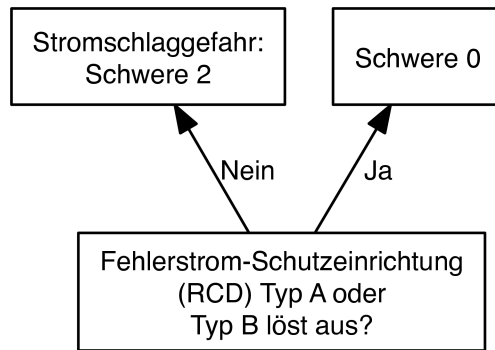 Stromschlaggefahr:
Schwere 2
Schwere 0
Nein
Ja
Fehlerstrom-Schutzeinrichtung
(RCD) Typ A oder
Typ B löst aus?